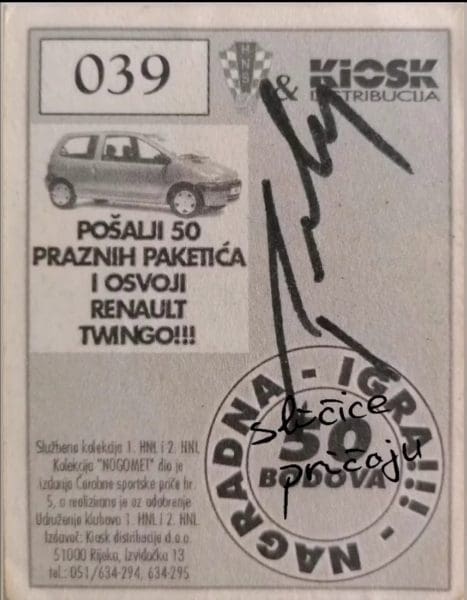 039
HNS
& KIOSK
DISTRIBUCIJA
POŠALJI 50
PRAZNIH PAKETIĆA
I OSVOJI
RENAULT
TWINGO!!!
NAGRADNA - IGRA!!! -
50
BODOVA
sličice
pričaju
Službena kolekcija 1. HNL i 2. HNL
Kolekcija "NOGOMET" dio je
izdanja Čarobne sportske priče br.
5, a realizirana je uz odobrenje
Udruženja klubova 1. HNL i 2. HNL
Izdavač: Kiosk distribucija d.o.o.
51000 Rijeka, Izviđačka 13
tel.: 051/634-294, 634-295